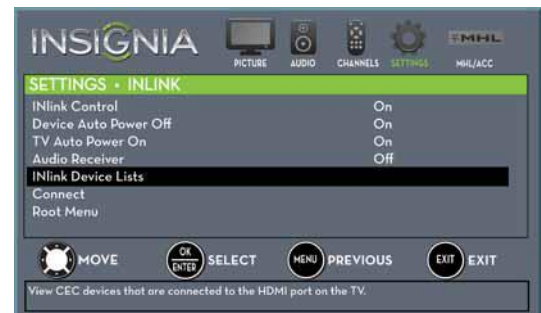 INSIGNIA
PICTURE AUDIO CHANNELS SETTINGS MHL/ACC
MHL
SETTINGS • INLINK
INlink Control On
Device Auto Power Off On
TV Auto Power On On
Audio Receiver Off
INlink Device Lists
Connect
Root Menu
MOVE OK ENTER SELECT MENU PREVIOUS EXIT EXIT
View CEC devices that are connected to the HDMI port on the TV.